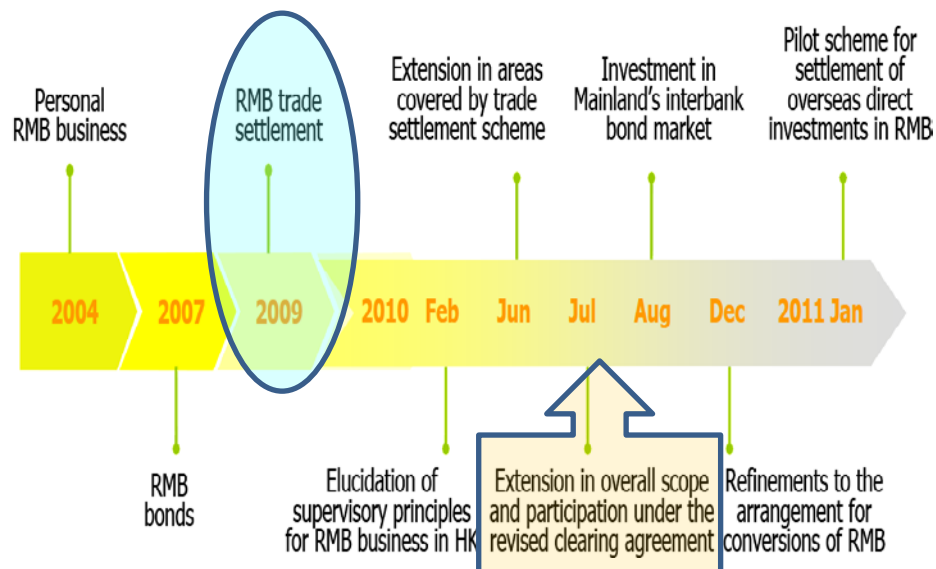 Personal
RMB business
RMB trade
settlement
Extension in areas
covered by trade
settlement scheme
Investment in
Mainland's interbank
bond market
Pilot scheme for
settlement of
overseas direct
investments in RMB
2004
2007
2009
2010 Feb
Jun
Jul
Aug
Dec
2011 Jan
RMB
bonds
Elucidation of
supervisory principles
for RMB business in HK
Extension in overall scope
and participation under the
revised clearing agreement
Refinements to the
arrangement for
conversions of RMB